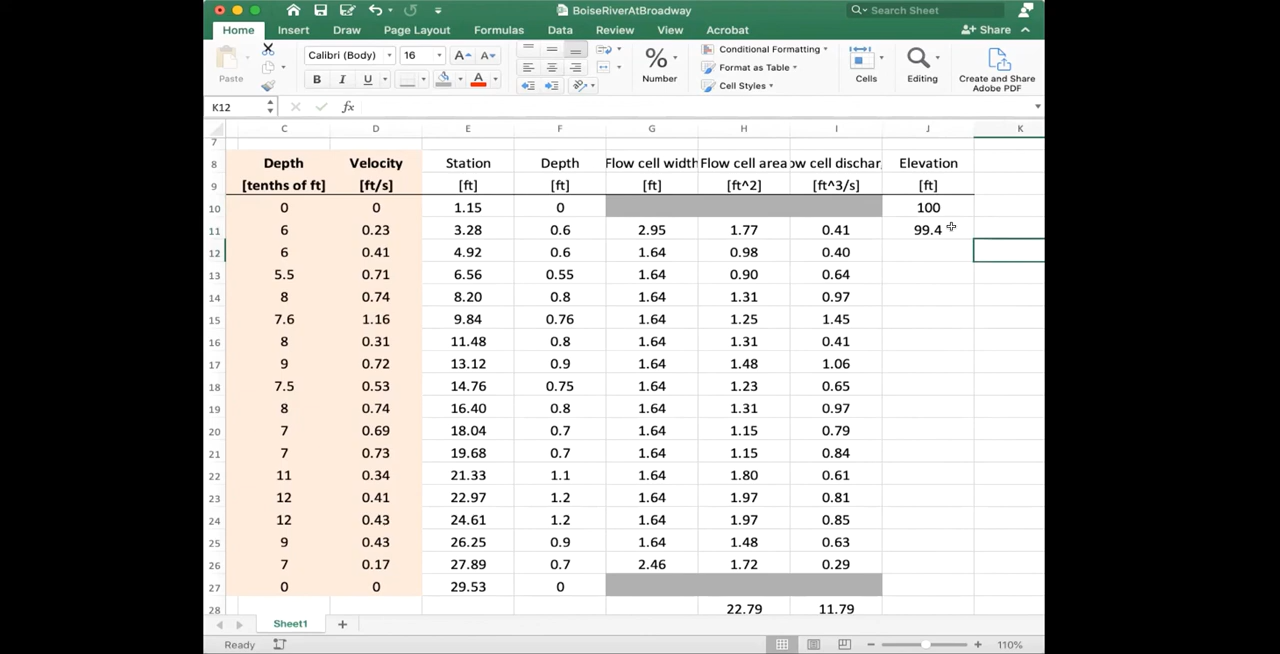 BoiseRiverAtBroadway
Search Sheet
Home Insert Draw Page Layout Formulas Data Review View Acrobat
Share
Paste
Calibri (Body) 16 A A
B I U A
% Number
Conditional Formatting
Format as Table
Cell Styles
Cells
Editing
Create and Share
Adobe PDF
K12 fx
C D E F G H I J K
7
8 Depth Velocity Station Depth Flow cell width Flow cell area ow cell dischar Elevation
9 [tenths of ft] [ft/s] [ft] [ft] [ft] [ft^2] [ft^3/s] [ft]
10 0 0 1.15 0 100
11 6 0.23 3.28 0.6 2.95 1.77 0.41 99.4
12 6 0.41 4.92 0.6 1.64 0.98 0.40
13 5.5 0.71 6.56 0.55 1.64 0.90 0.64
14 8 0.74 8.20 0.8 1.64 1.31 0.97
15 7.6 1.16 9.84 0.76 1.64 1.25 1.45
16 8 0.31 11.48 0.8 1.64 1.31 0.41
17 9 0.72 13.12 0.9 1.64 1.48 1.06
18 7.5 0.53 14.76 0.75 1.64 1.23 0.65
19 8 0.74 16.40 0.8 1.64 1.31 0.97
20 7 0.69 18.04 0.7 1.64 1.15 0.79
21 7 0.73 19.68 0.7 1.64 1.15 0.84
22 11 0.34 21.33 1.1 1.64 1.80 0.61
23 12 0.41 22.97 1.2 1.64 1.97 0.81
24 12 0.43 24.61 1.2 1.64 1.97 0.85
25 9 0.43 26.25 0.9 1.64 1.48 0.63
26 7 0.17 27.89 0.7 2.46 1.72 0.29
27 0 0 29.53 0
28 22.79 11.79
Sheet1
Ready 110%